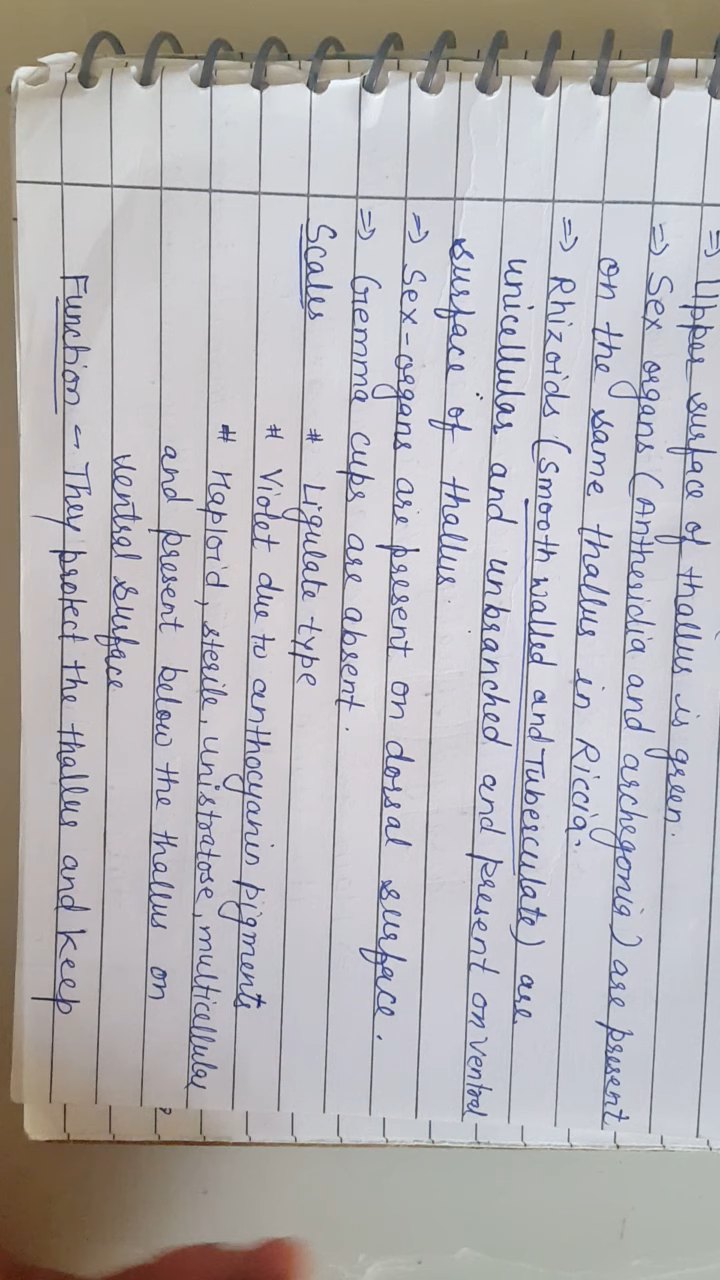 =) Upper surface of thallus is green.
=) Sex organs (Antheridia and archegonia) are present
on the same thallus in Riccia.
=) Rhizoids (Smooth walled and Tuberculate) are
unicellular and unbranched and present on ventral
surface of thallus.
=) Sex-organs are present on dorsal surface.
=) Gemma cups are absent.
Scales # Ligulate type
# Violet due to anthocyanin pigments
# Haploid, sterile, unistratose, multicellular
and present below the thallus on
ventral surface
Function - They protect the thallus and keep